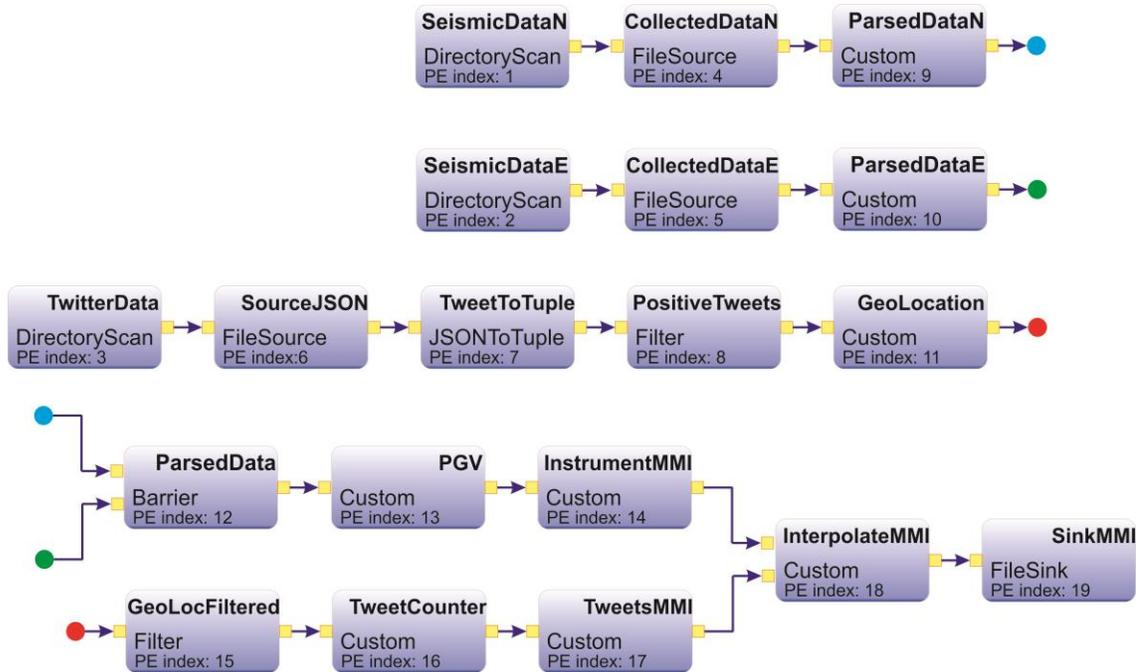 SeismicDataN
DirectoryScan
PE index: 1
CollectedDataN
FileSource
PE index: 4
ParsedDataN
Custom
PE index: 9
SeismicDataE
DirectoryScan
PE index: 2
CollectedDataE
FileSource
PE index: 5
ParsedDataE
Custom
PE index: 10
TwitterData
DirectoryScan
PE index: 3
SourceJSON
FileSource
PE index:6
TweetToTuple
JSONToTuple
PE index: 7
PositiveTweets
Filter
PE index: 8
GeoLocation
Custom
PE index: 11
ParsedData
Barrier
PE index: 12
PGV
Custom
PE index: 13
InstrumentMMI
Custom
PE index: 14
InterpolateMMI
Custom
PE index: 18
SinkMMI
FileSink
PE index: 19
GeoLocFiltered
Filter
PE index: 15
TweetCounter
Custom
PE index: 16
TweetsMMI
Custom
PE index: 17